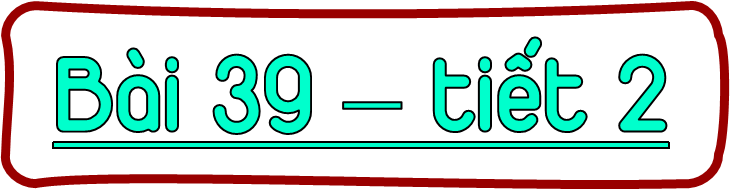 Bài 39 – tiết 2